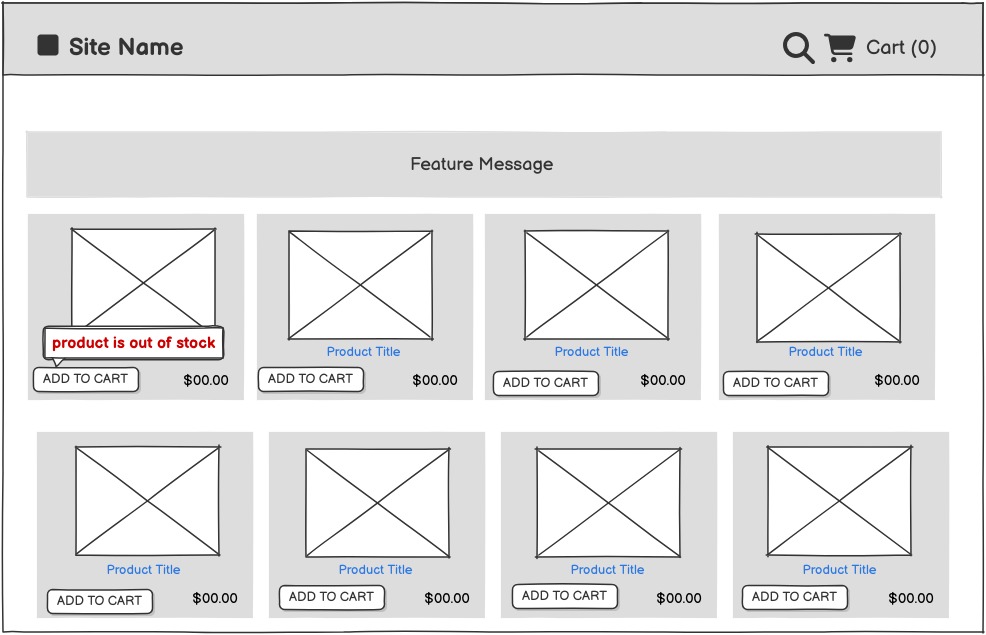 Site Name
Cart (0)
Feature Message
product is out of stock
ADD TO CART
$00.00
Product Title
ADD TO CART
$00.00
Product Title
ADD TO CART
$00.00
Product Title
ADD TO CART
$00.00
Product Title
ADD TO CART
$00.00
Product Title
ADD TO CART
$00.00
Product Title
ADD TO CART
$00.00
Product Title
ADD TO CART
$00.00